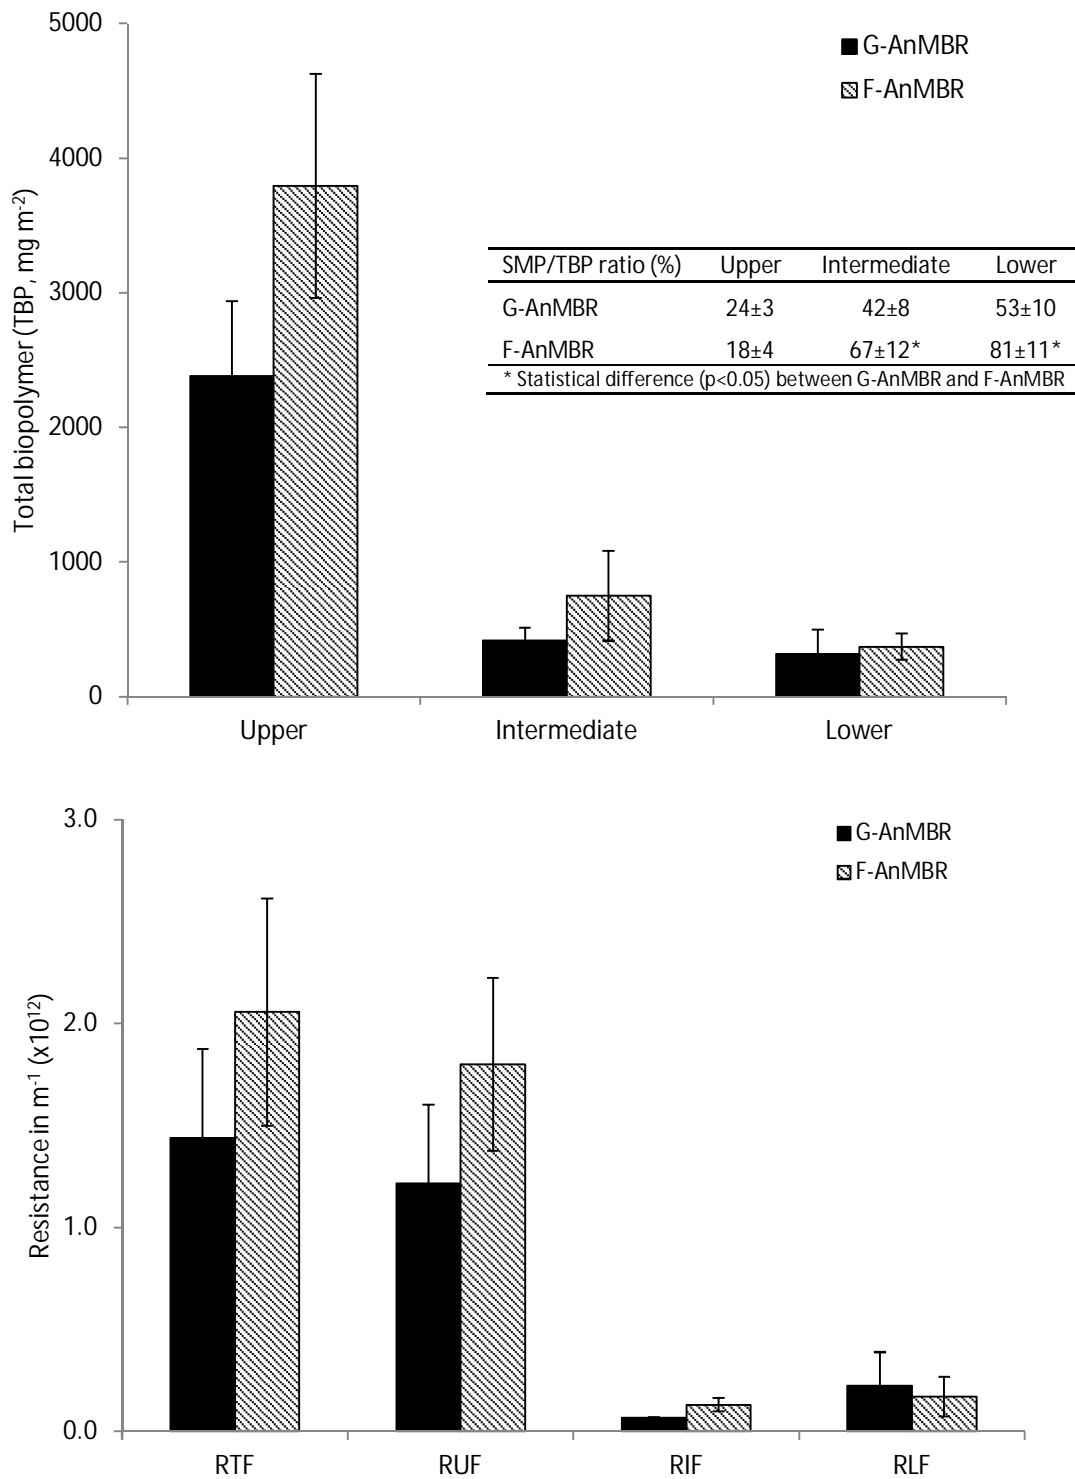 5000
4000
3000
2000
1000
0
Total biopolymer (TBP, mg m-2)
G-AnMBR
F-AnMBR
SMP/TBP ratio (%) Upper Intermediate Lower
G-AnMBR 24±3 42±8 53±10
F-AnMBR 18±4 67±12* 81±11*
* Statistical difference (p<0.05) between G-AnMBR and F-AnMBR
Upper Intermediate Lower
3.0
2.0
1.0
0.0
Resistance in m-1 (x1012)
G-AnMBR
F-AnMBR
RTF RUF RIF RLF